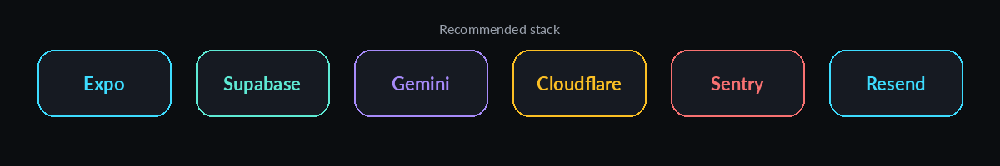 Recommended stack
Expo Supabase Gemini Cloudflare Sentry Resend